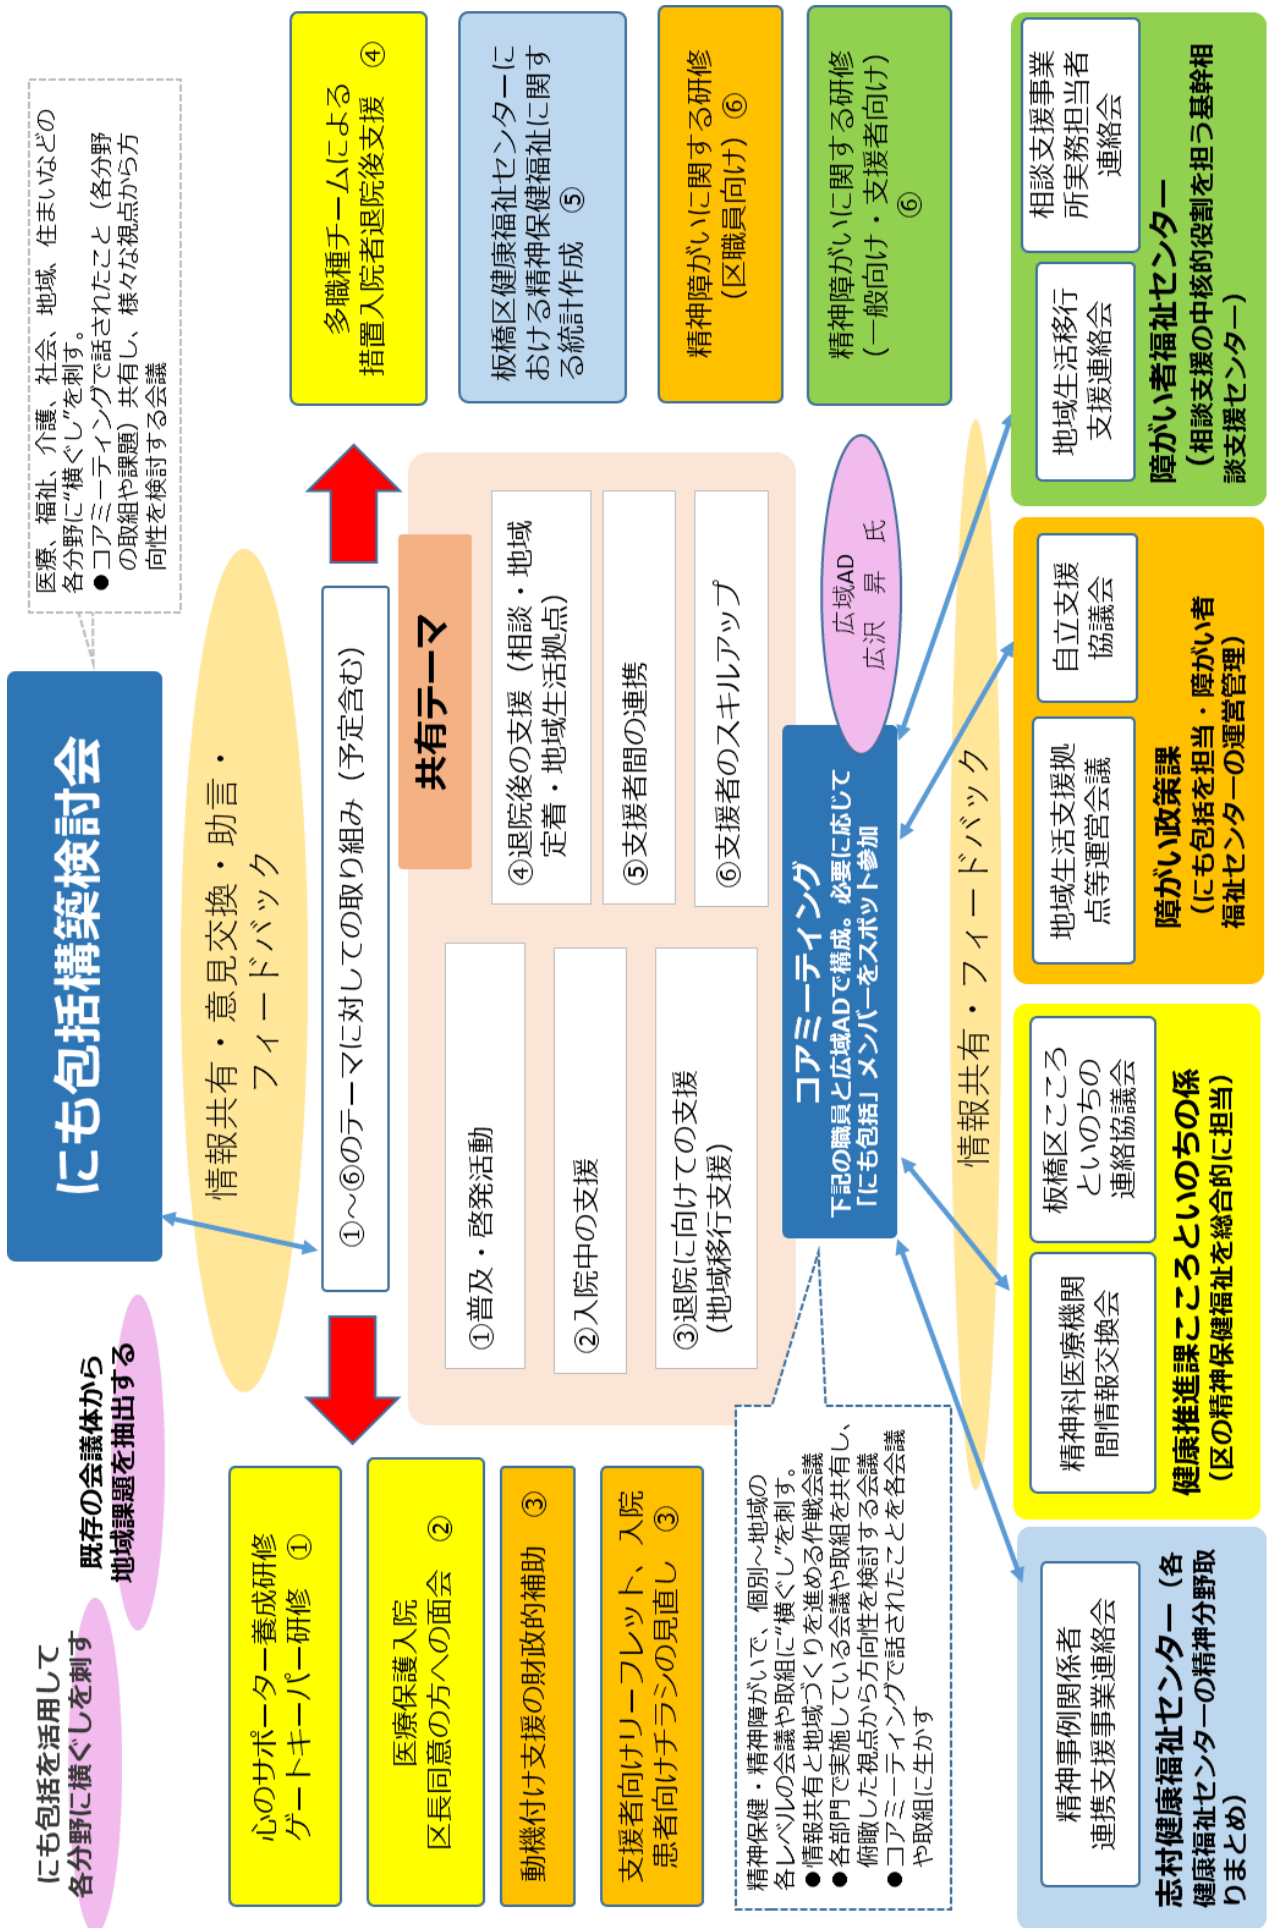 にも包括を活用して
各分野に横ぐしを刺す
既存の会議体から
地域課題を抽出する
にも包括構築検討会
医療、福祉、介護、社会、地域、住まいなどの
各分野に“横ぐし”を刺す。
●コアミーティングで話されたこと（各分野
の取組や課題）共有し、様々な視点から方
向性を検討する会議
情報共有・意見交換・助言・
フィードバック
①～⑥のテーマに対しての取り組み（予定含む）
心のサポーター養成研修
ゲートキーパー研修　①
医療保護入院
区長同意の方への面会　②
動機付け支援の財政的補助　③
支援者向けリーフレット、入院
患者向けチラシの見直し　③
共有テーマ
①普及・啓発活動
②入院中の支援
③退院に向けての支援
（地域移行支援）
④退院後の支援（相談・地域
定着・地域生活拠点）
⑤支援者間の連携
⑥支援者のスキルアップ
多職種チームによる
措置入院者退院後支援　④
板橋区健康福祉センターに
おける精神保健福祉に関す
る統計作成　⑤
精神障がいに関する研修
（区職員向け）⑥
精神障がいに関する研修
（一般向け・支援者向け）
⑥
精神保健・精神障がいで、個別～地域の
各レベルの会議や取組に“横ぐし”を刺す。
●情報共有と地域づくりを進める作戦会議
●各部門で実施している会議や取組を共有し、
俯瞰した視点から方向性を検討する会議
●コアミーティングで話されたことを各会議
や取組に生かす
コアミーティング
下記の職員と広域ADで構成。必要に応じて
「にも包括」メンバーをスポット参加
広域AD
広沢　昇　氏
情報共有・フィードバック
精神事例関係者
連携支援事業連絡会
志村健康福祉センター（各
健康福祉センターの精神分野取
りまとめ）
精神科医療機関
間情報交換会
板橋区こころ
といのちの
連絡協議会
健康推進課こころといのちの係
（区の精神保健福祉を総合的に担当）
地域生活支援拠
点等運営会議
自立支援
協議会
障がい政策課
（にも包括を担当・障がい者
福祉センターの運営管理）
地域生活移行
支援連絡会
相談支援事業
所実務担当者
連絡会
障がい者福祉センター
（相談支援の中核的役割を担う基幹相
談支援センター）